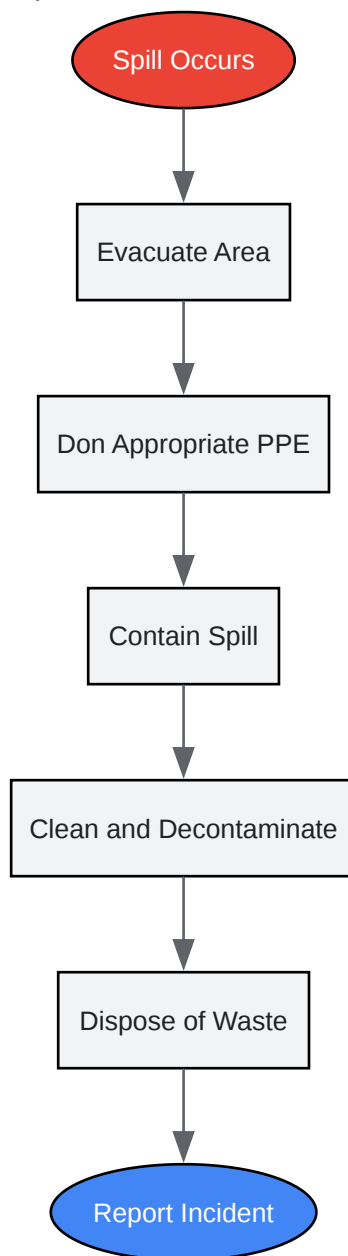 Spill Occurs
Evacuate Area
Don Appropriate PPE
Contain Spill
Clean and Decontaminate
Dispose of Waste
Report Incident